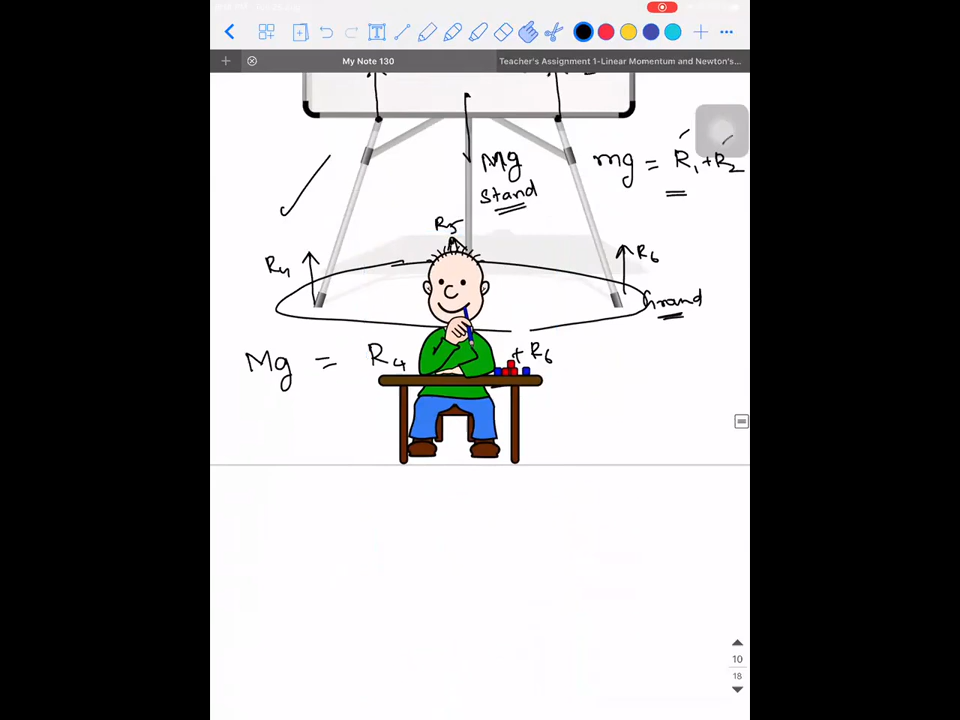 My Note 130
Teacher's Assignment 1-Linear Momentum and Newton's...
Mg
Stand
mg = R1 + R2
R5
R4
R6
Mg = R4 + R6
10
18